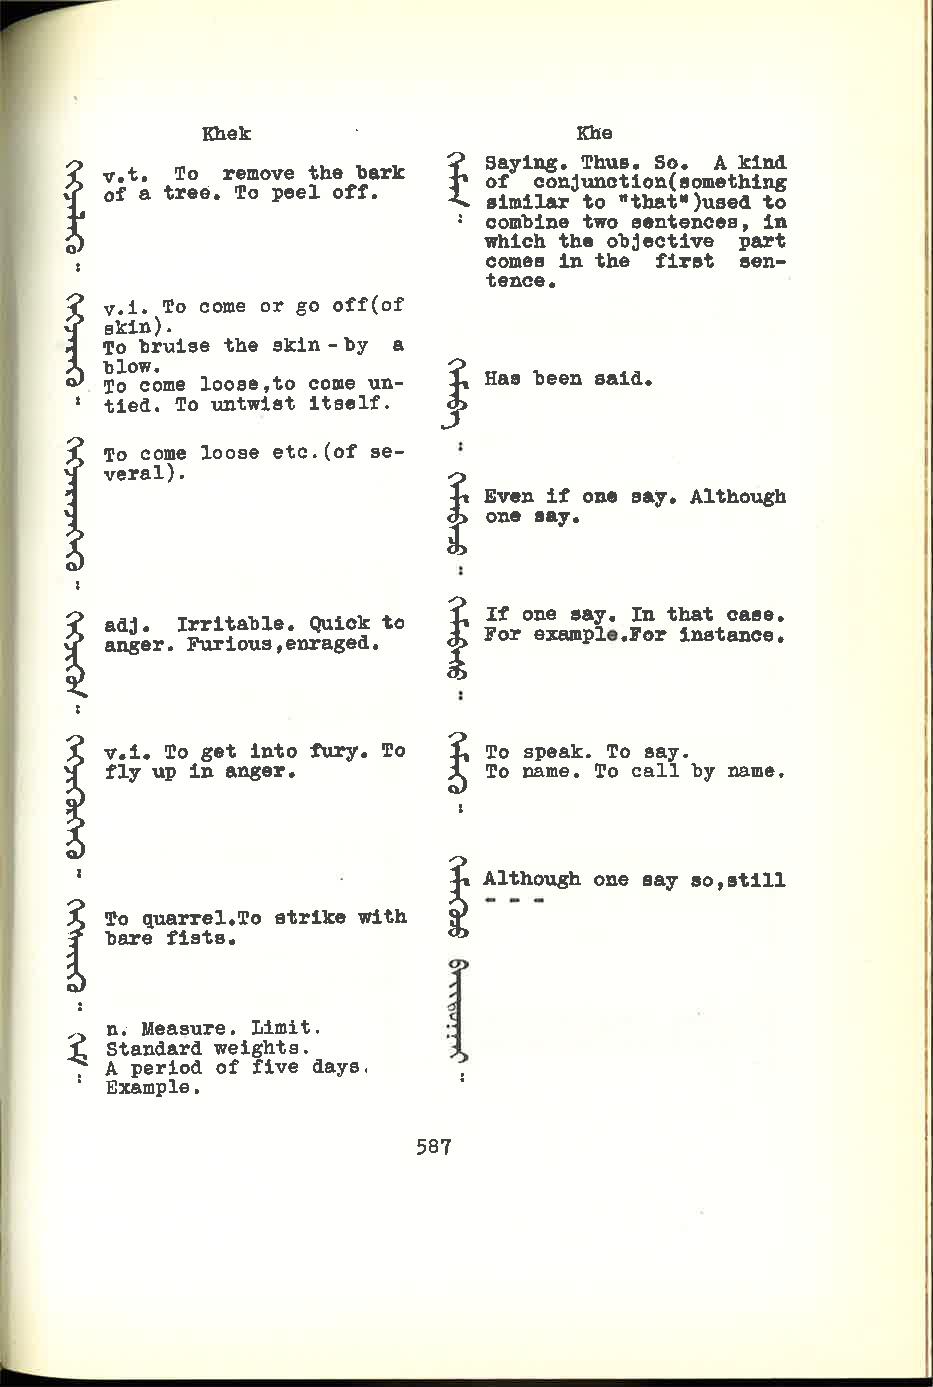 Khek
v.t. To remove the bark
of a tree. To peel off.
v.i. To come or go off(of
skin).
To bruise the skin - by a
blow.
To come loose,to come un-
tied. To untwist itself.
To come loose etc.(of se-
veral).
adj. Irritable. Quick to
anger. Furious,enraged.
v.i. To get into fury. To
fly up in anger.
To quarrel.To strike with
bare fists.
n. Measure. Limit.
Standard weights.
A period of five days.
Example.
Khe
Saying. Thus. So. A kind
of conjunction(something
similar to "that")used to
combine two sentences, in
which the objective part
comes in the first sen-
tence.
Has been said.
Even if one say. Although
one say.
If one say. In that case.
For example.For instance.
To speak. To say.
To name. To call by name.
Although one say so,still
- - -
587